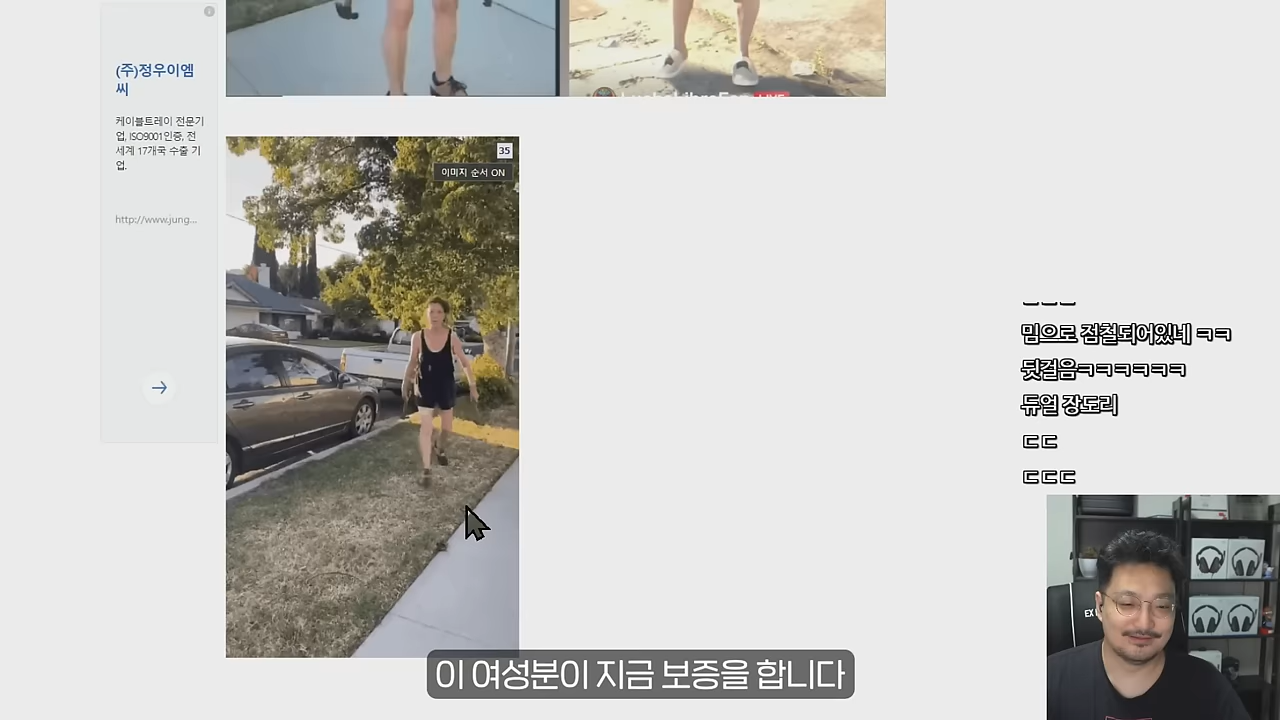 (주)정우이엠
씨
케이블트레이 전문기
업, ISO9001인증, 전
세계 17개국 수출 기
업.
http://www.jung...
LIVE
35
이미지 순서 ON
밈으로 점철되어있네 ㅋㅋ
뒷걸음ㅋㅋㅋㅋㅋㅋ
듀얼 장도리
ㄷㄷ
ㄷㄷㄷ
이 여성분이 지금 보증을 합니다